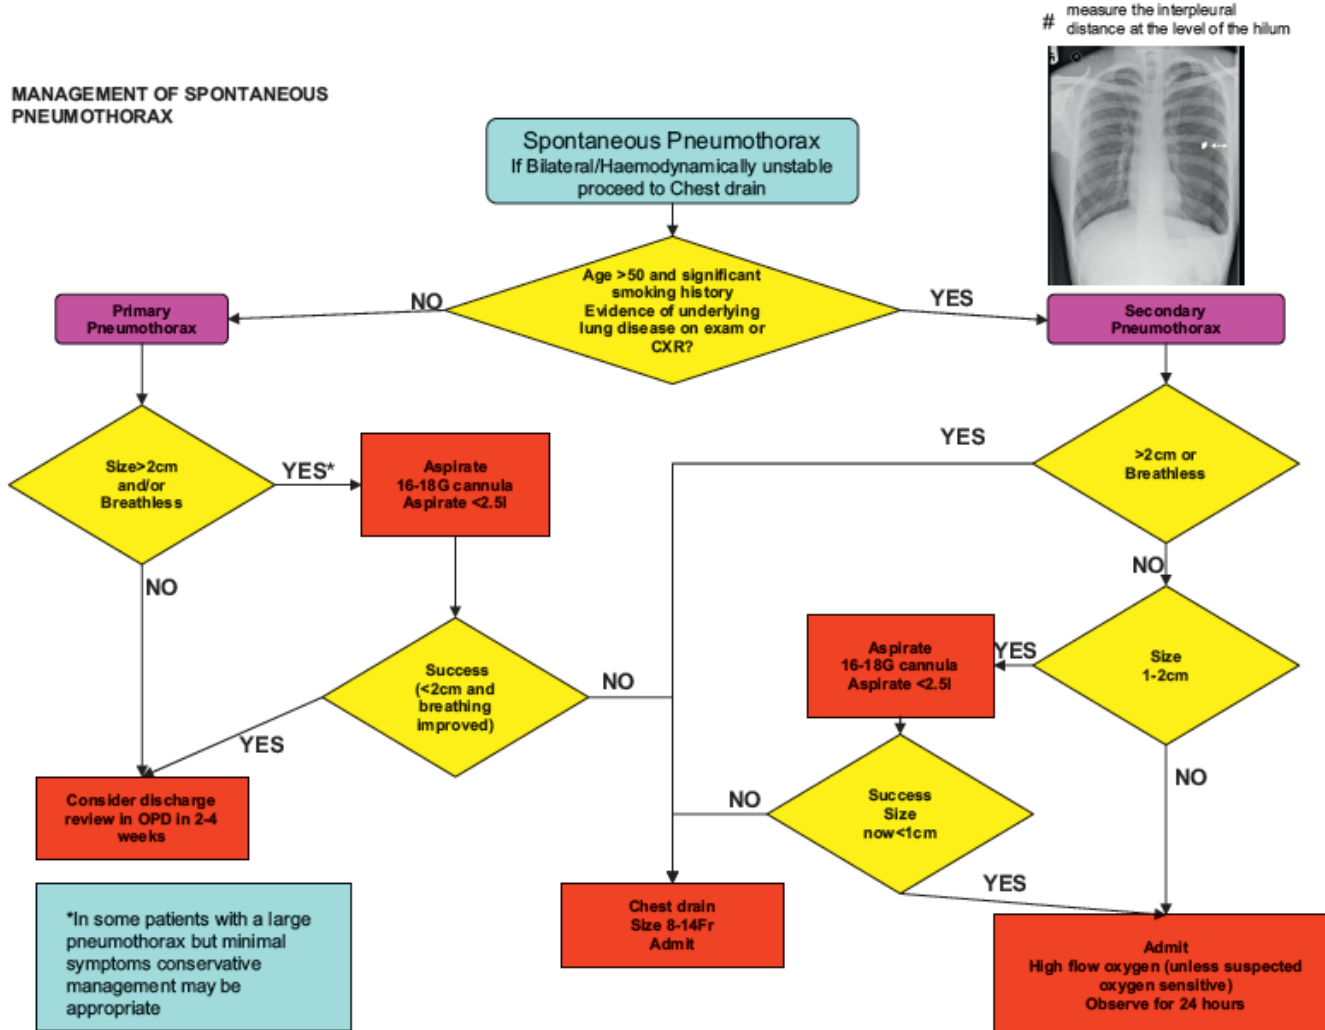 # measure the interpleural
distance at the level of the hilum
MANAGEMENT OF SPONTANEOUS
PNEUMOTHORAX
Spontaneous Pneumothorax
If Bilateral/Haemodynamically unstable
proceed to Chest drain
Age >50 and significant
smoking history
Evidence of underlying
lung disease on exam or
CXR?
NO
YES
Primary
Pneumothorax
Secondary
Pneumothorax
Size>2cm
and/or
Breathless
YES*
Aspirate
16-18G cannula
Aspirate <2.5l
YES
>2cm or
Breathless
NO
NO
Success
(<2cm and
breathing
improved)
NO
YES
Aspirate
16-18G cannula
Aspirate <2.5l
YES
Size
1-2cm
NO
Success
Size
now<1cm
NO
YES
Consider discharge
review in OPD in 2-4
weeks
Chest drain
Size 8-14Fr
Admit
Admit
High flow oxygen (unless suspected
oxygen sensitive)
Observe for 24 hours
*In some patients with a large
pneumothorax but minimal
symptoms conservative
management may be
appropriate